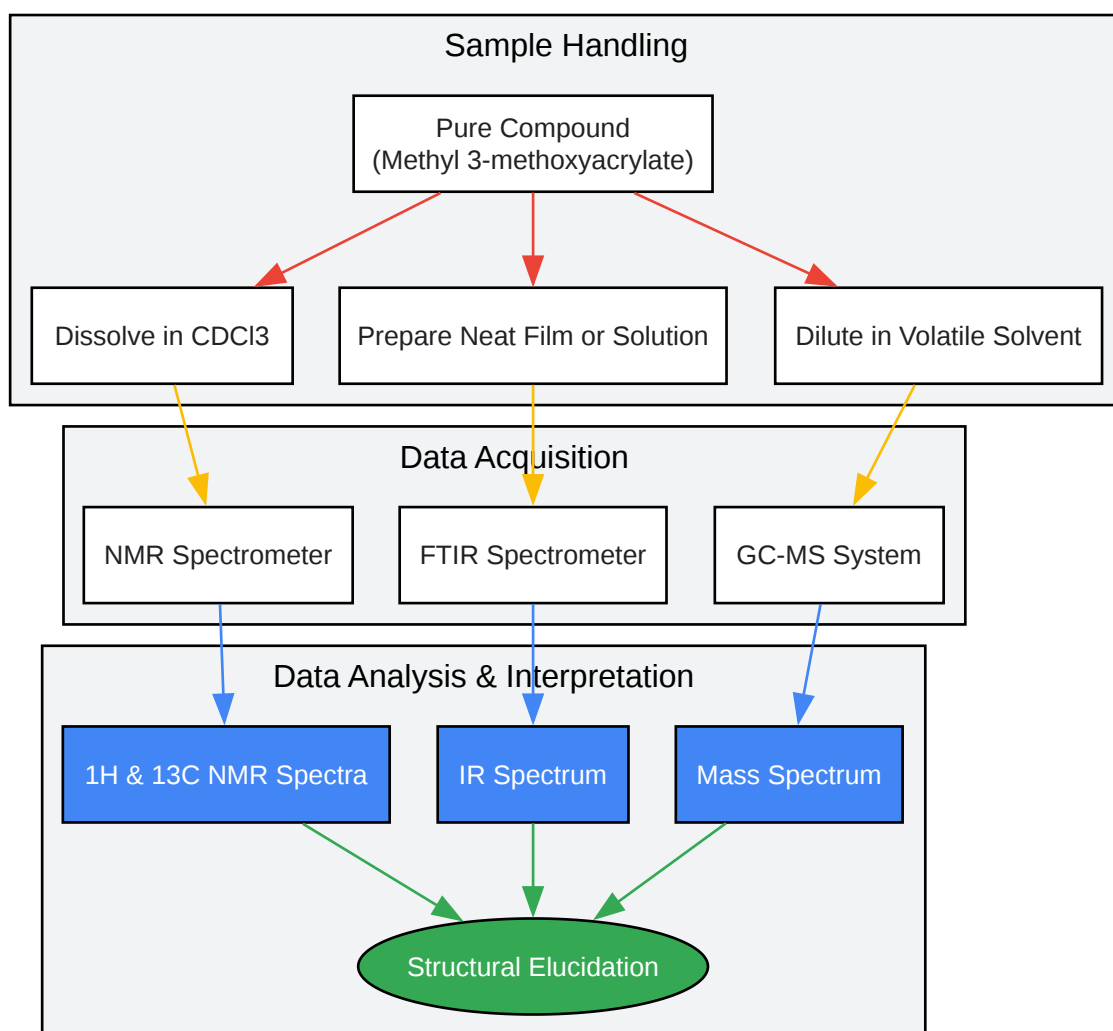 Sample Handling
Pure Compound
(Methyl 3-methoxyacrylate)
Dissolve in CDCl3
Prepare Neat Film or Solution
Dilute in Volatile Solvent
Data Acquisition
NMR Spectrometer
FTIR Spectrometer
GC-MS System
Data Analysis & Interpretation
1H & 13C NMR Spectra
IR Spectrum
Mass Spectrum
Structural Elucidation